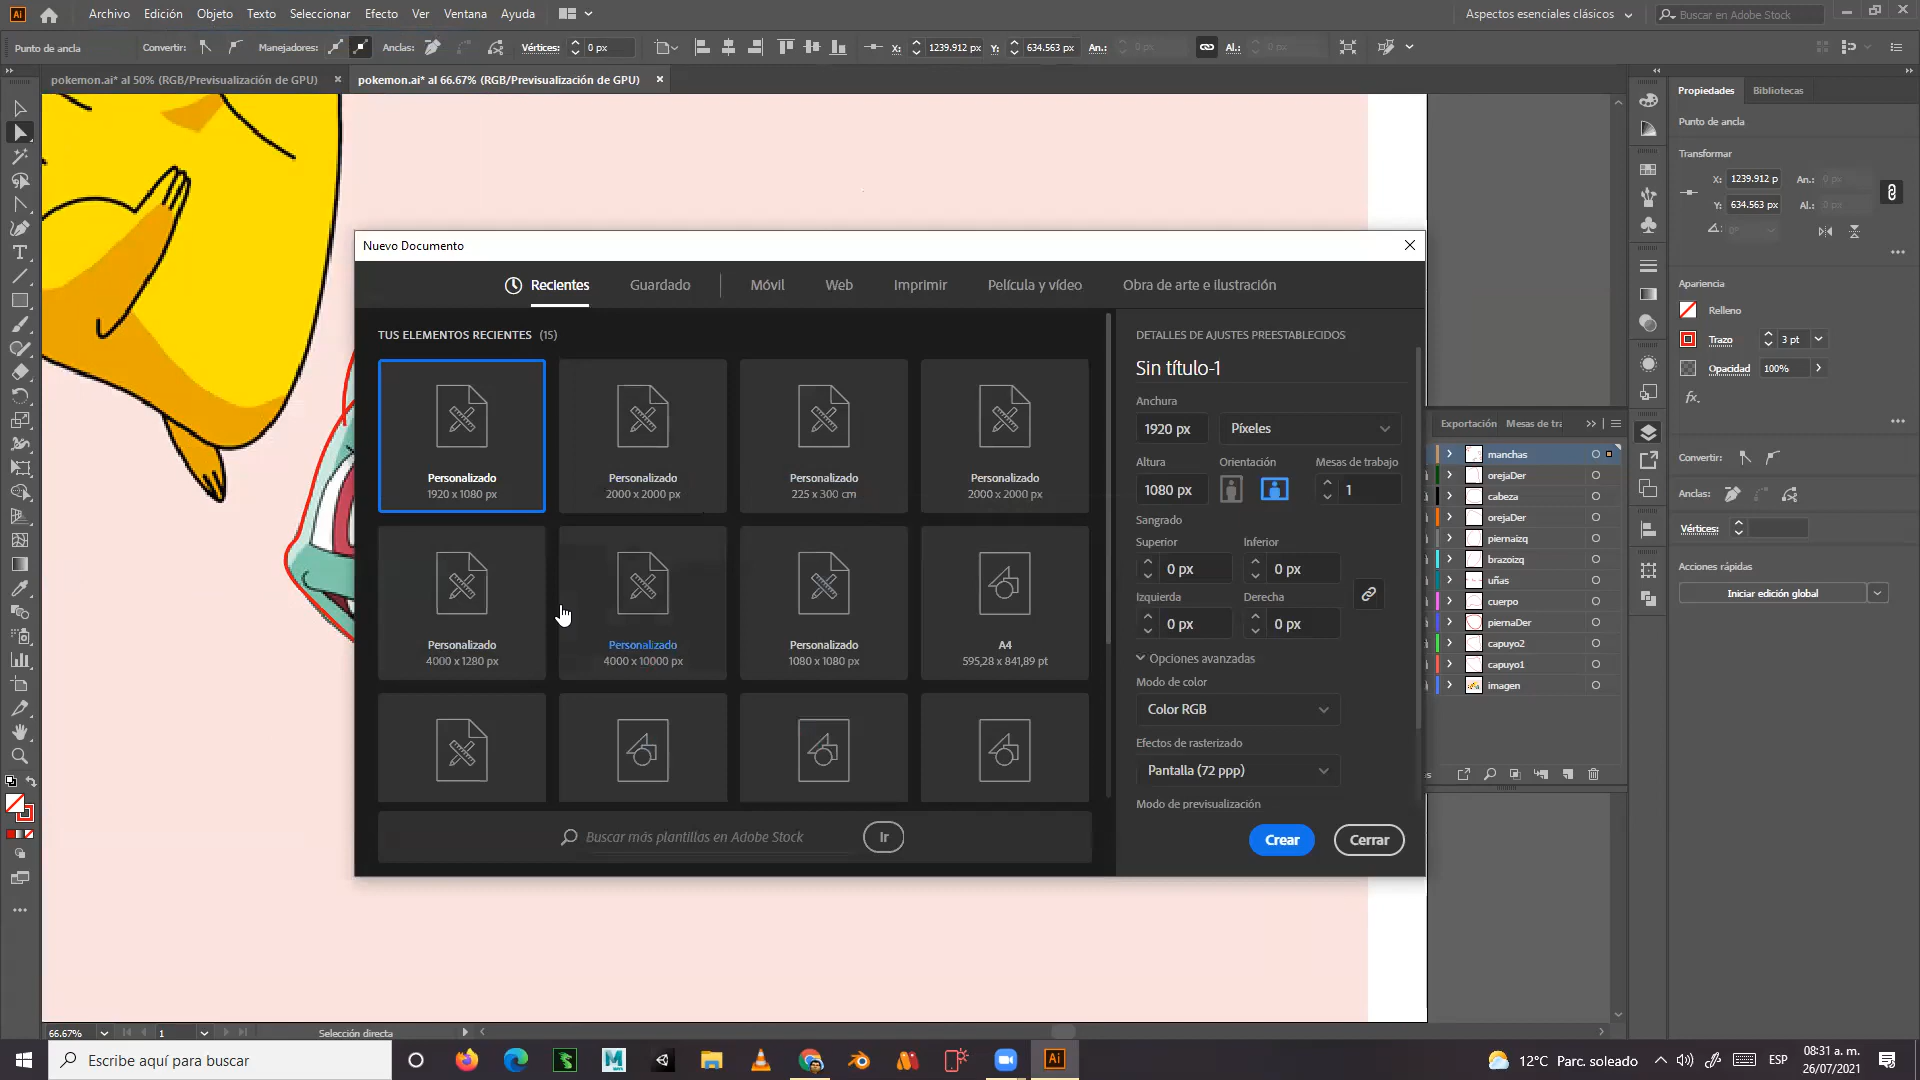 Ai
Archivo Edición Objeto Texto Seleccionar Efecto Ver Ventana Ayuda
Aspectos esenciales clásicos
Buscar en Adobe Stock
Punto de ancla
Convertir:
Manejadores:
Anclas:
Vértices:
0 px
X:
1239.912 px
Y:
634.563 px
An.:
0 px
Al.:
0 px
pokemon.ai* al 50% (RGB/Previsualización de GPU)
pokemon.ai* al 66.67% (RGB/Previsualización de GPU)
Propiedades
Bibliotecas
Punto de ancla
Transformar
X:
1239.912 p
An.:
0 px
Y:
634.563 px
Al.:
0 px
0°
Apariencia
Relleno
Trazo
3 pt
Opacidad
100%
fx.
Convertir:
Anclas:
Vértices:
Acciones rápidas
Iniciar edición global
Nuevo Documento
Recientes
Guardado
Móvil
Web
Imprimir
Película y vídeo
Obra de arte e ilustración
TUS ELEMENTOS RECIENTES (15)
Personalizado
1920 x 1080 px
Personalizado
2000 x 2000 px
Personalizado
225 x 300 cm
Personalizado
2000 x 2000 px
Personalizado
4000 x 1280 px
Personalizado
4000 x 10000 px
Personalizado
1080 x 1080 px
A4
595,28 x 841,89 pt
Buscar más plantillas en Adobe Stock
Ir
DETALLES DE AJUSTES PREESTABLECIDOS
Sin título-1
Anchura
1920 px
Píxeles
Altura
Orientación
Mesas de trabajo
1080 px
1
Sangrado
Superior
Inferior
0 px
0 px
Izquierda
Derecha
0 px
0 px
Opciones avanzadas
Modo de color
Color RGB
Efectos de rasterizado
Pantalla (72 ppp)
Modo de previsualización
Crear
Cerrar
Exportación
Mesas de tra
manchas
orejaDer
cabeza
orejaDer
piernaizq
brazoizq
uñas
cuerpo
piernaDer
capuyo2
capuyo1
imagen
66.67%
1
Selección directa
Escribe aquí para buscar
Ai
12°C Parc. soleado
ESP
08:31 a. m.
26/07/2021